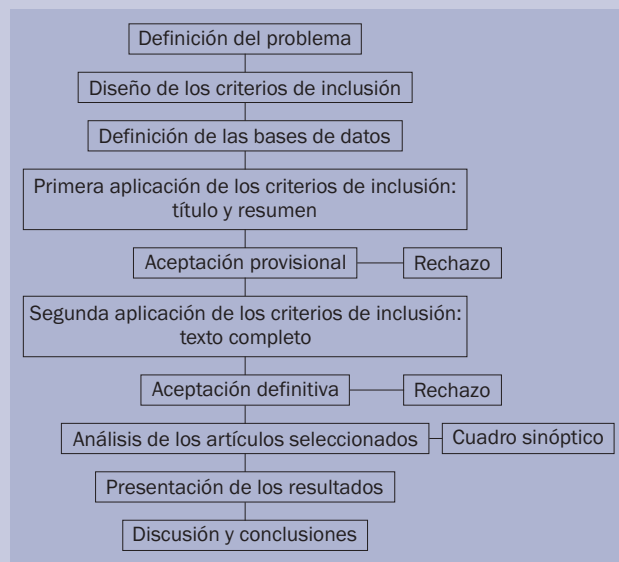 Definición del problema
Diseño de los criterios de inclusión
Definición de las bases de datos
Primera aplicación de los criterios de inclusión:
título y resumen
Aceptación provisional
Rechazo
Segunda aplicación de los criterios de inclusión:
texto completo
Aceptación definitiva
Rechazo
Análisis de los artículos seleccionados
Cuadro sinóptico
Presentación de los resultados
Discusión y conclusiones